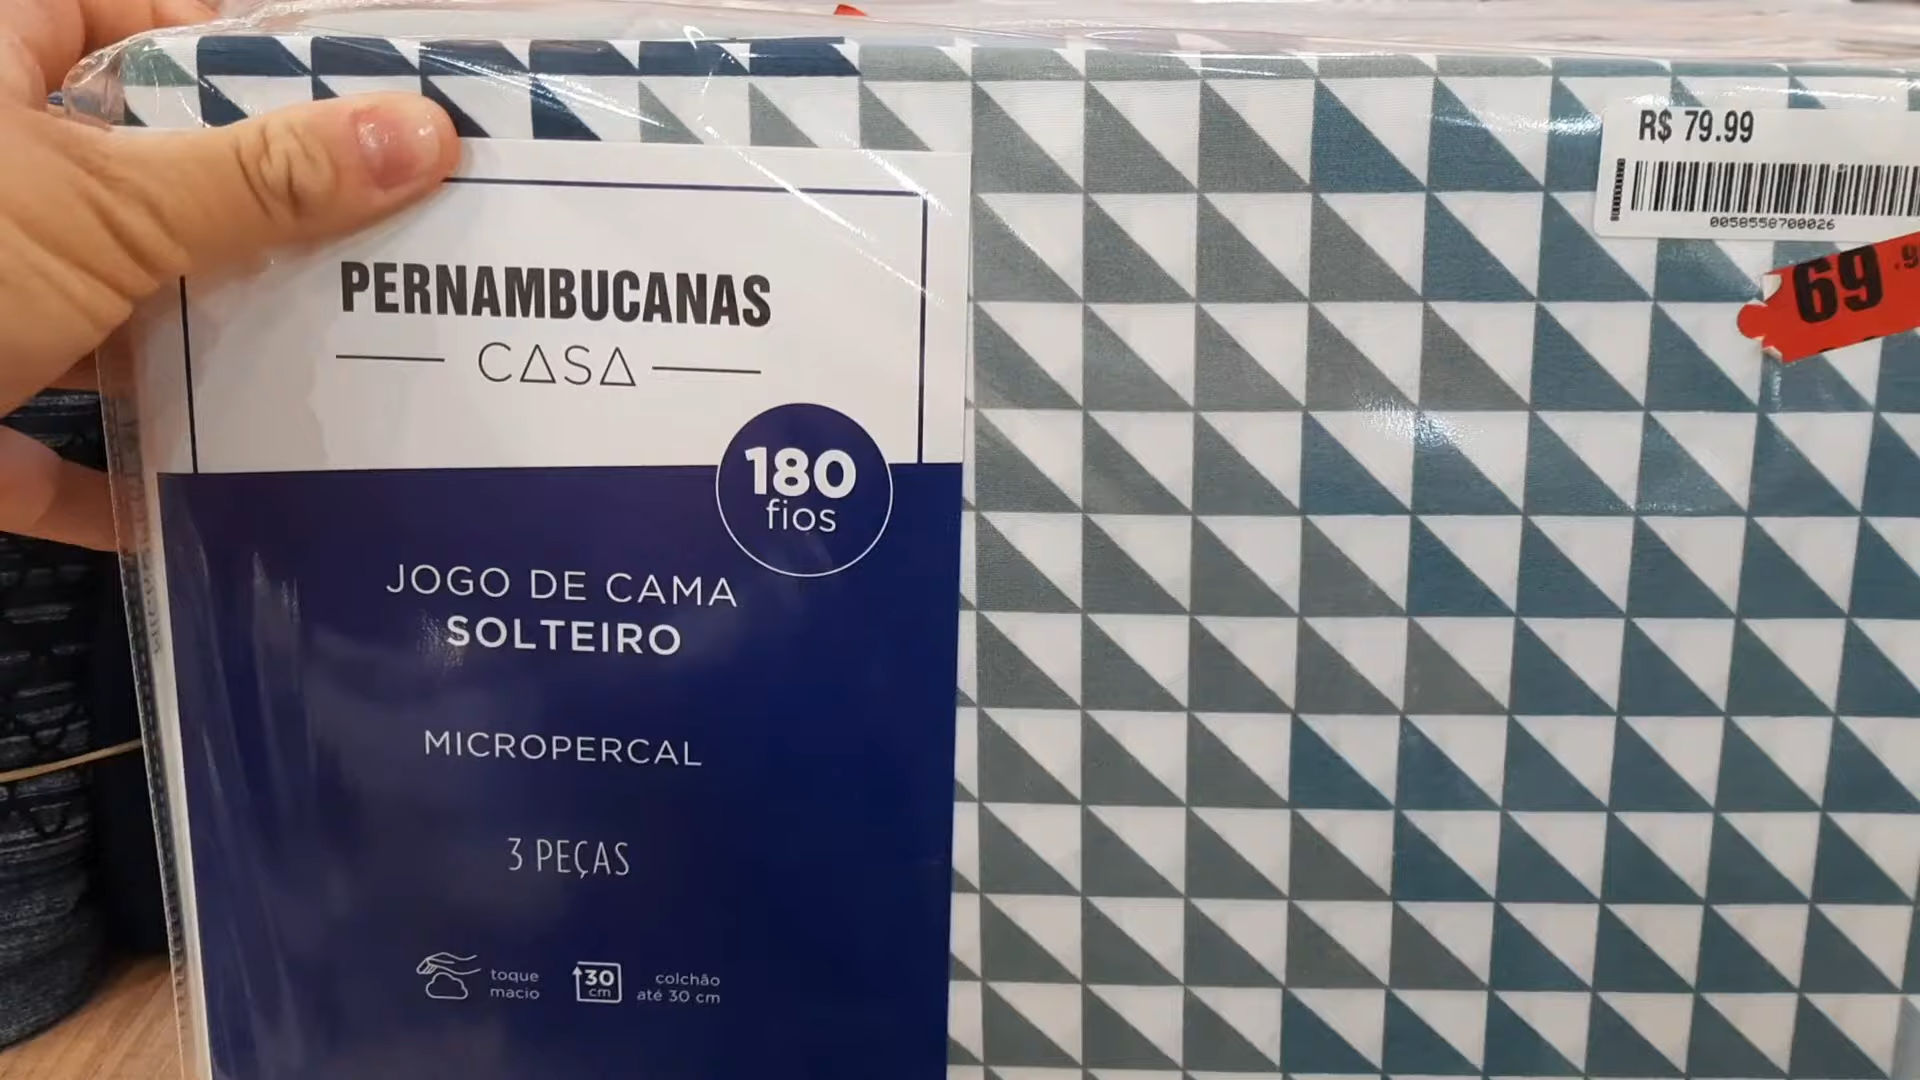 R$ 79.99
0058558700026
69
PERNAMBUCANAS
CASA
180
fios
JOGO DE CAMA
SOLTEIRO
MICROPERCAL
3 PEÇAS
toque
macio
30
cm
colchão
até 30 cm